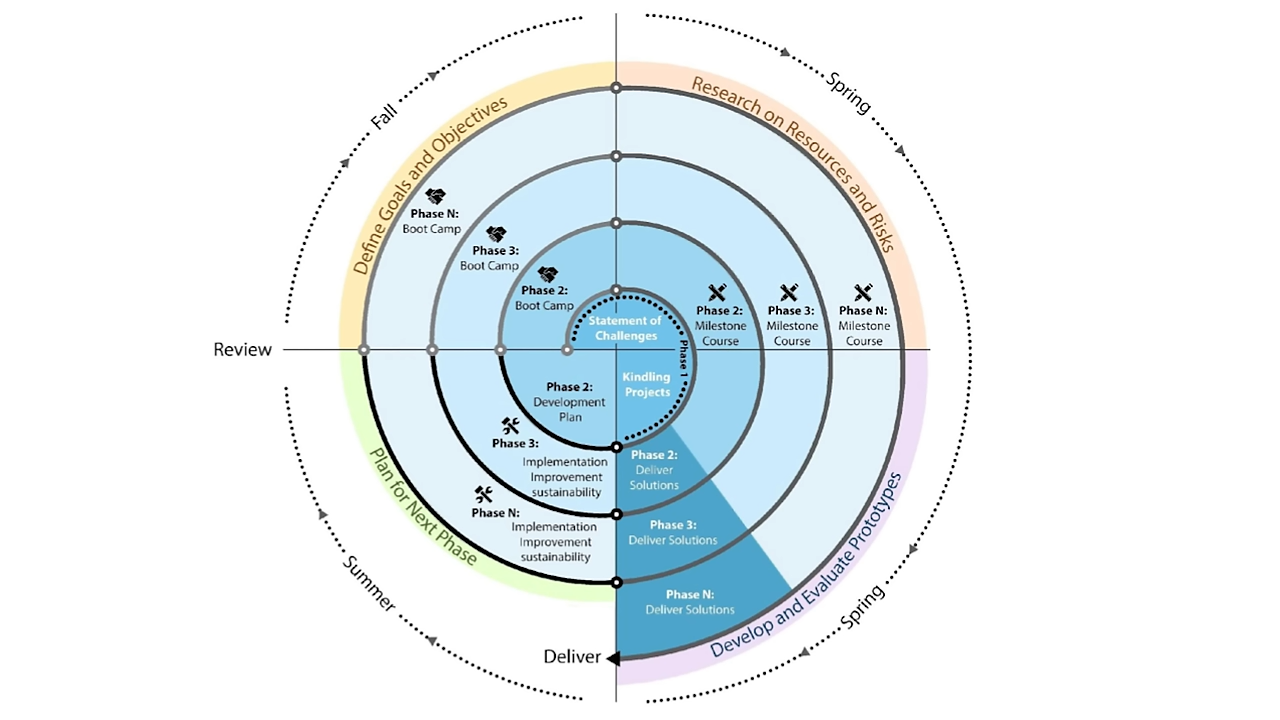 Fall
Spring
Define Goals and Objectives
Research on Resources and Risks
Phase N:
Boot Camp
Phase 3:
Boot Camp
Phase 2:
Boot Camp
Statement of
Challenges
Phase 1
Kindling
Projects
Phase 2:
Milestone
Course
Phase 3:
Milestone
Course
Phase N:
Milestone
Course
Review
Phase 2:
Development
Plan
Phase 3:
Implementation
Improvement
sustainability
Phase N:
Implementation
Improvement
sustainability
Phase 2:
Deliver
Solutions
Phase 3:
Deliver Solutions
Phase N:
Deliver Solutions
Plan for Next Phase
Develop and Evaluate Prototypes
Summer
Spring
Deliver